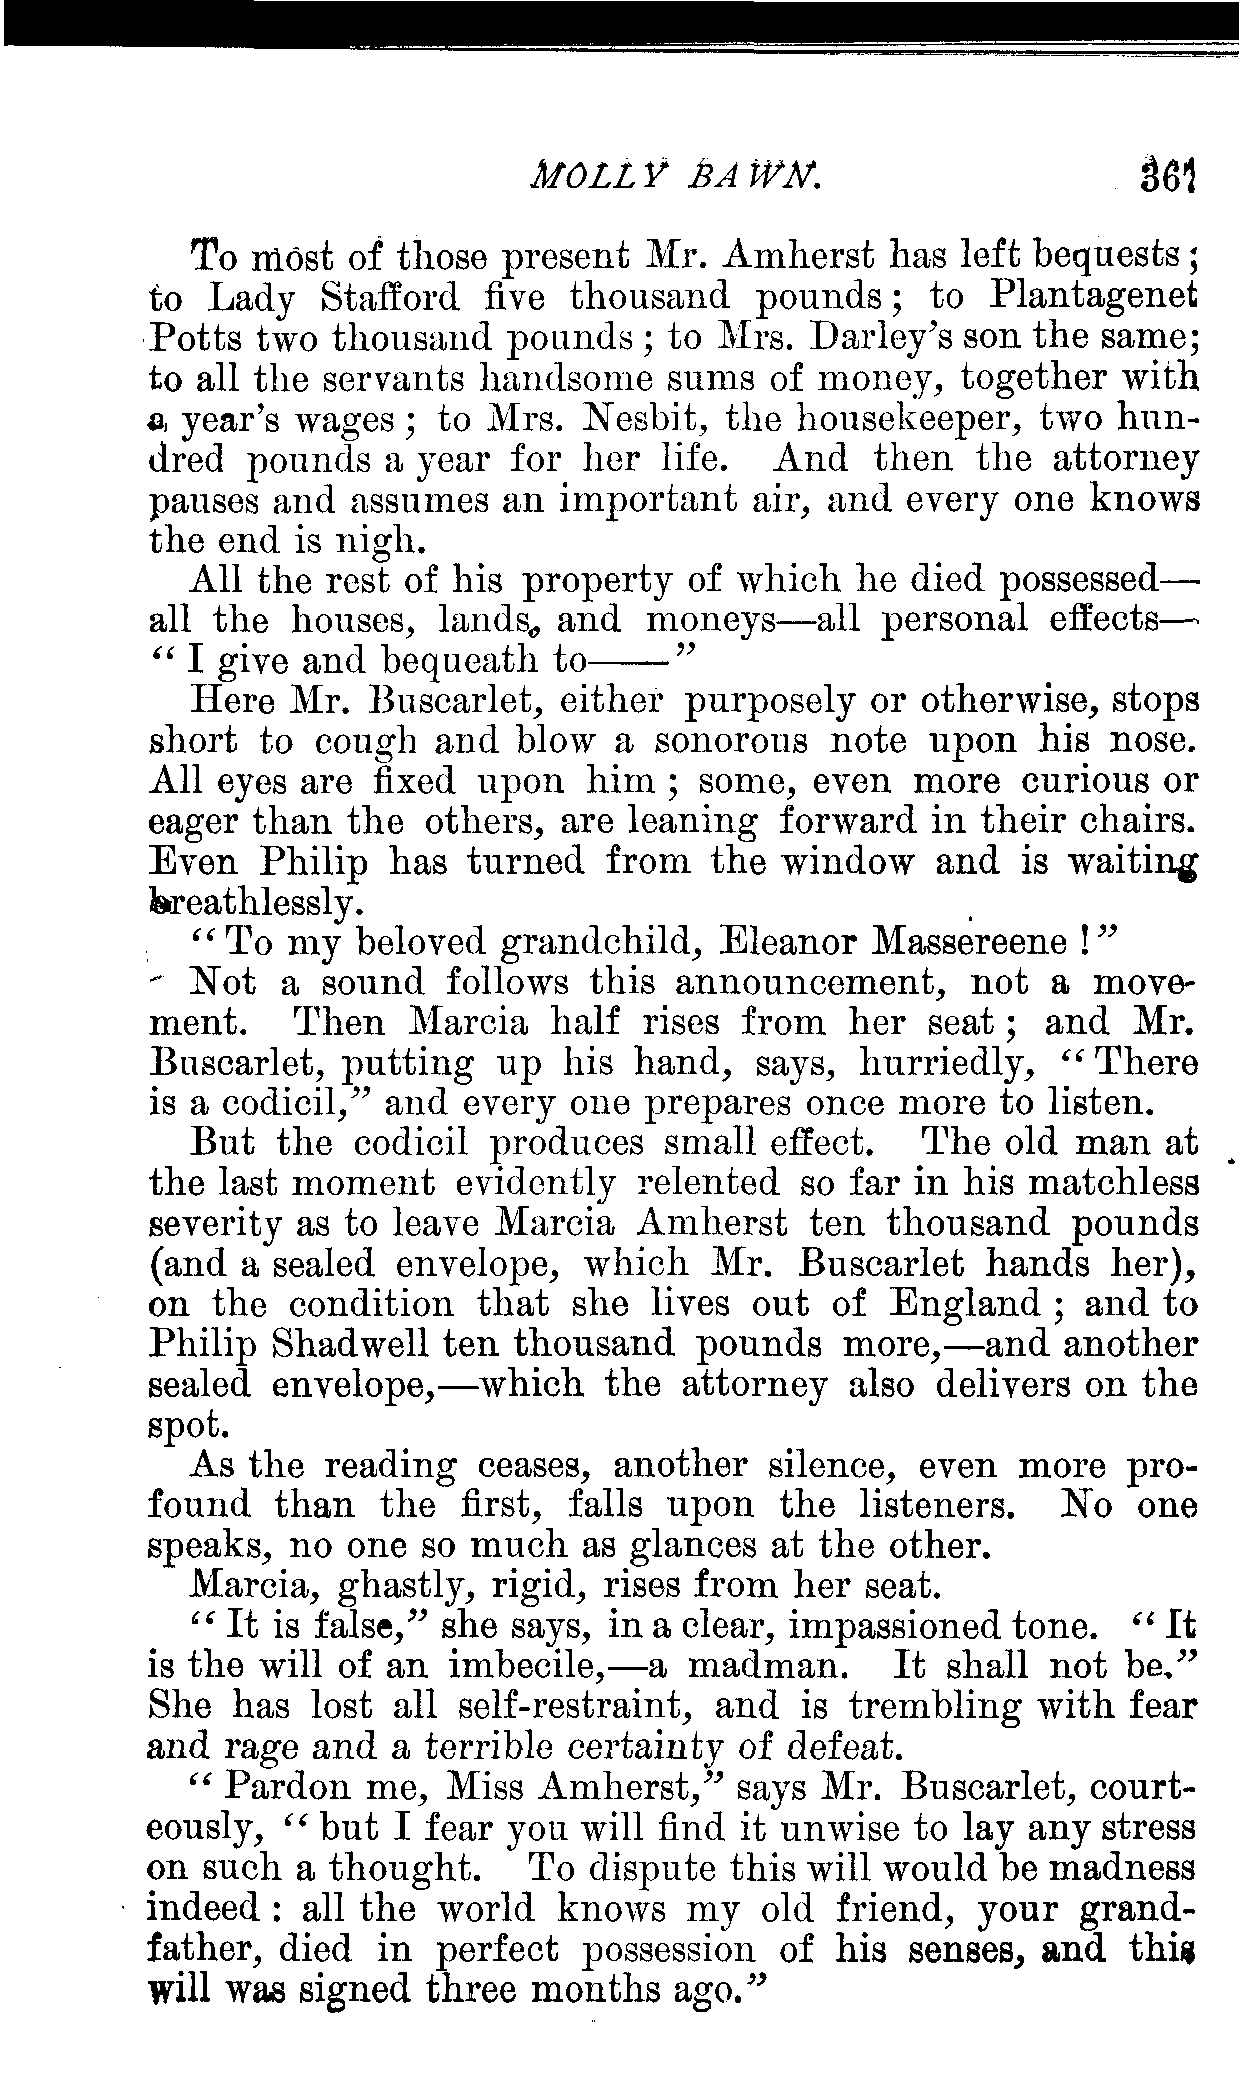 MOLLY BAWN. 361
To most of those present Mr. Amherst has left bequests;
to Lady Stafford five thousand pounds; to Plantagenet
Potts two thousand pounds; to Mrs. Darley's son the same;
to all the servants handsome sums of money, together with
a year's wages; to Mrs. Nesbit, the housekeeper, two hun-
dred pounds a year for her life. And then the attorney
pauses and assumes an important air, and every one knows
the end is nigh.
All the rest of his property of which he died possessed—
all the houses, lands, and moneys—all personal effects—
"I give and bequeath to——"
Here Mr. Buscarlet, either purposely or otherwise, stops
short to cough and blow a sonorous note upon his nose.
All eyes are fixed upon him; some, even more curious or
eager than the others, are leaning forward in their chairs.
Even Philip has turned from the window and is waiting
breathlessly.
"To my beloved grandchild, Eleanor Massereene!"
Not a sound follows this announcement, not a move-
ment. Then Marcia half rises from her seat; and Mr.
Buscarlet, putting up his hand, says, hurriedly, "There
is a codicil," and every one prepares once more to listen.
But the codicil produces small effect. The old man at
the last moment evidently relented so far in his matchless
severity as to leave Marcia Amherst ten thousand pounds
(and a sealed envelope, which Mr. Buscarlet hands her),
on the condition that she lives out of England; and to
Philip Shadwell ten thousand pounds more,—and another
sealed envelope,—which the attorney also delivers on the
spot.
As the reading ceases, another silence, even more pro-
found than the first, falls upon the listeners. No one
speaks, no one so much as glances at the other.
Marcia, ghastly, rigid, rises from her seat.
"It is false," she says, in a clear, impassioned tone. "It
is the will of an imbecile,—a madman. It shall not be."
She has lost all self-restraint, and is trembling with fear
and rage and a terrible certainty of defeat.
"Pardon me, Miss Amherst," says Mr. Buscarlet, court-
eously, "but I fear you will find it unwise to lay any stress
on such a thought. To dispute this will would be madness
indeed: all the world knows my old friend, your grand-
father, died in perfect possession of his senses, and this
will was signed three months ago."